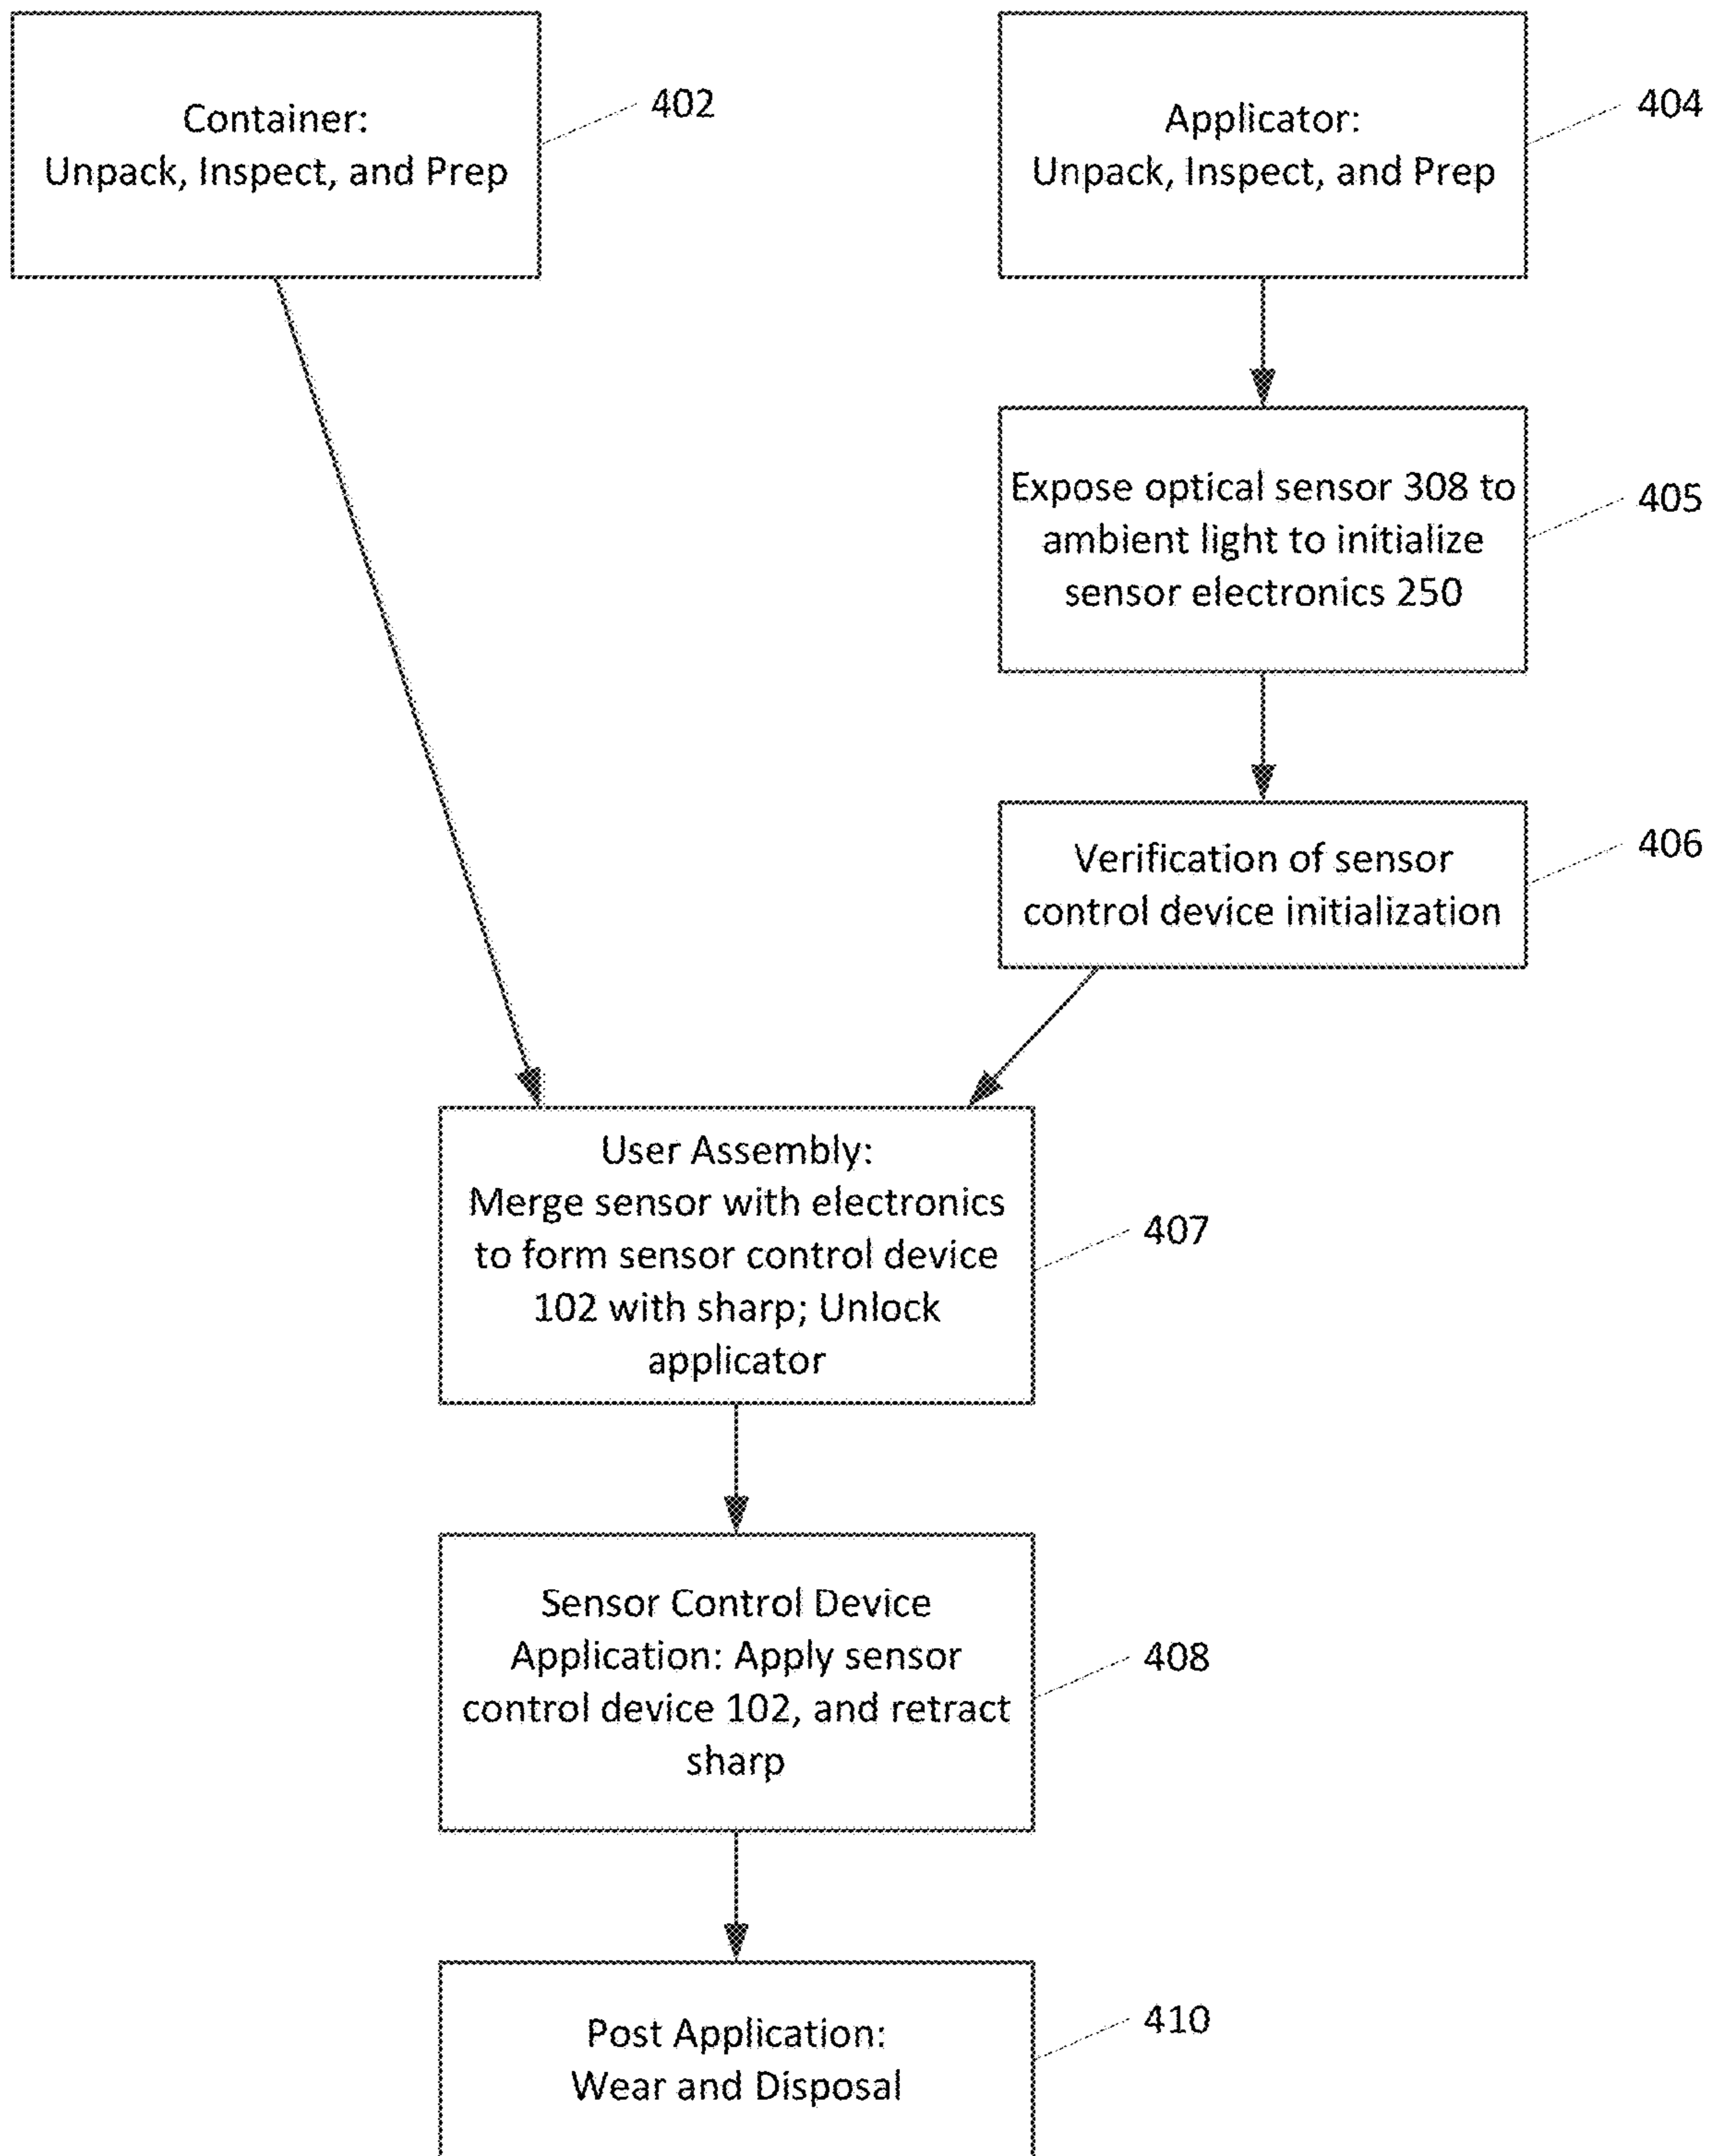 Container:
Unpack, Inspect, and Prep
402
Applicator:
Unpack, Inspect, and Prep
404
Expose optical sensor 308 to
ambient light to initialize
sensor electronics 250
405
Verification of sensor
control device initialization
406
User Assembly:
Merge sensor with electronics
to form sensor control device
102 with sharp; Unlock
applicator
407
Sensor Control Device
Application: Apply sensor
control device 102, and retract
sharp
408
Post Application:
Wear and Disposal
410